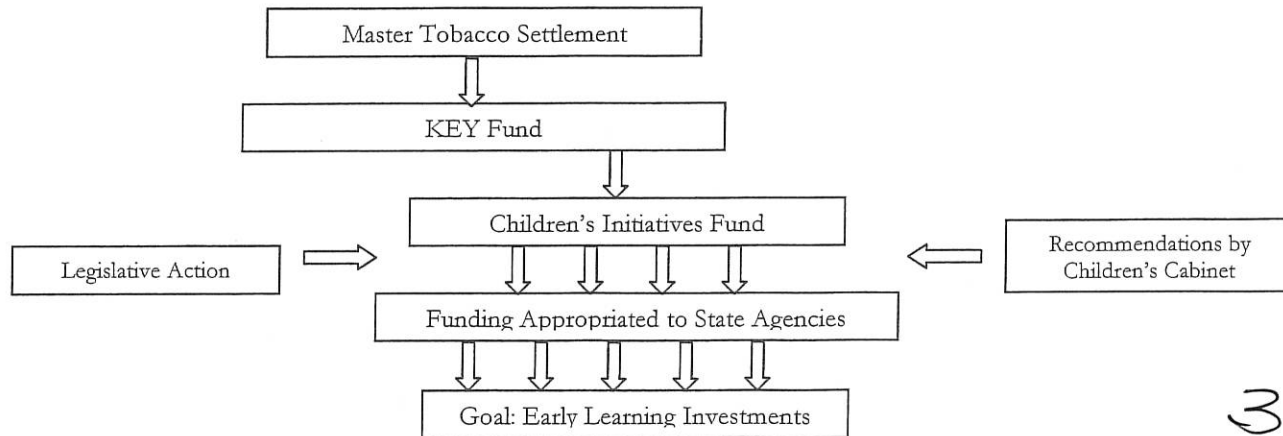 Master Tobacco Settlement
KEY Fund
Children's Initiatives Fund
Legislative Action
Recommendations by
Children's Cabinet
Funding Appropriated to State Agencies
Goal: Early Learning Investments
3